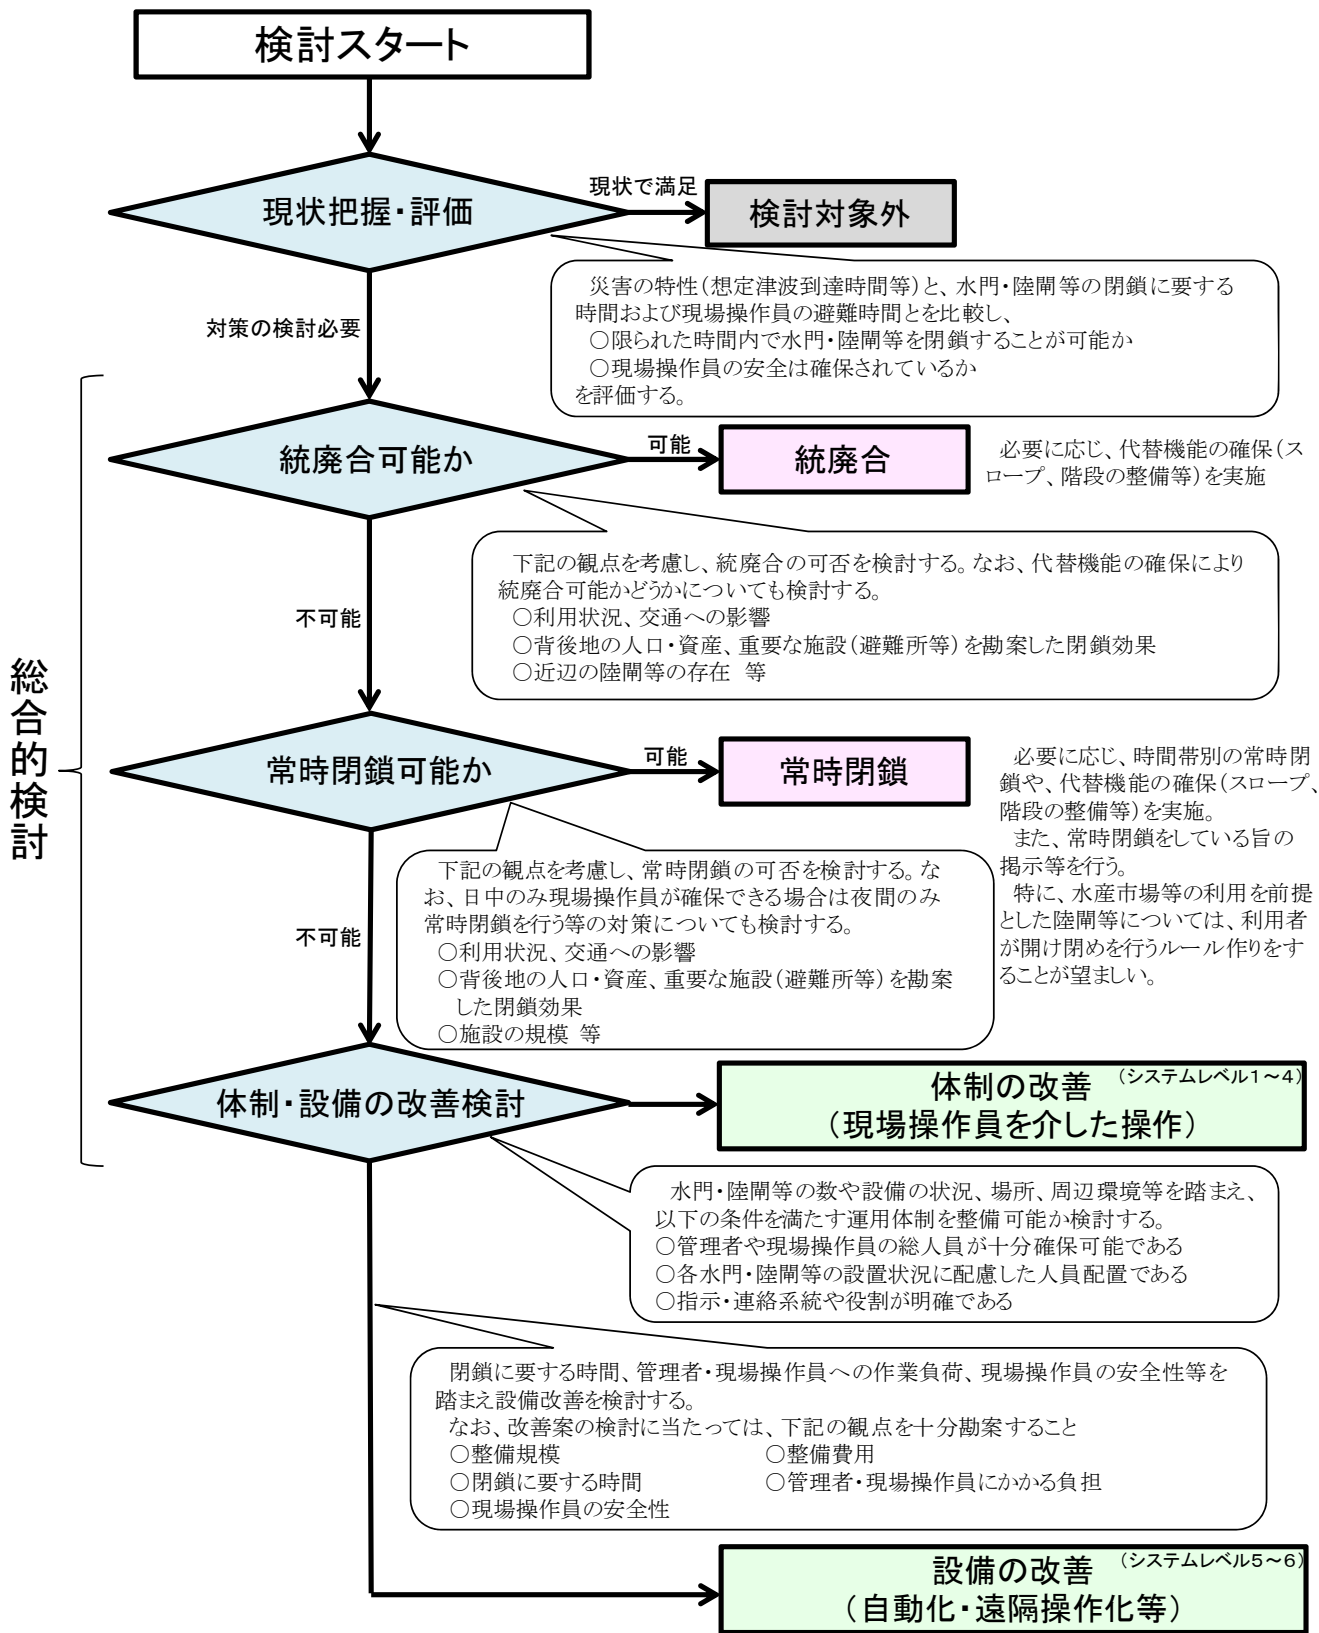 検討スタート
現状把握・評価
現状で満足
検討対象外
災害の特性（想定津波到達時間等）と、水門・陸閘等の閉鎖に要する
時間および現場操作員の避難時間とを比較し、
○限られた時間内で水門・陸閘等を閉鎖することが可能か
○現場操作員の安全は確保されているか
を評価する。
対策の検討必要
総合的検討
統廃合可能か
可能
統廃合
必要に応じ、代替機能の確保（ス
ロープ、階段の整備等）を実施
下記の観点を考慮し、統廃合の可否を検討する。なお、代替機能の確保により
統廃合可能かどうかについても検討する。
○利用状況、交通への影響
○背後地の人口・資産、重要な施設（避難所等）を勘案した閉鎖効果
○近辺の陸閘等の存在 等
不可能
常時閉鎖可能か
可能
常時閉鎖
必要に応じ、時間帯別の常時閉
鎖や、代替機能の確保（スロープ、
階段の整備等）を実施。
また、常時閉鎖をしている旨の
掲示等を行う。
特に、水産市場等の利用を前提
とした陸閘等については、利用者
が開け閉めを行うルール作りをす
ることが望ましい。
下記の観点を考慮し、常時閉鎖の可否を検討する。な
お、日中のみ現場操作員が確保できる場合は夜間のみ
常時閉鎖を行う等の対策についても検討する。
○利用状況、交通への影響
○背後地の人口・資産、重要な施設（避難所等）を勘案
した閉鎖効果
○施設の規模 等
不可能
体制・設備の改善検討
体制の改善 （システムレベル１～４）
（現場操作員を介した操作）
水門・陸閘等の数や設備の状況、場所、周辺環境等を踏まえ、
以下の条件を満たす運用体制を整備可能か検討する。
○管理者や現場操作員の総人員が十分確保可能である
○各水門・陸閘等の設置状況に配慮した人員配置である
○指示・連絡系統や役割が明確である
閉鎖に要する時間、管理者・現場操作員への作業負荷、現場操作員の安全性等を
踏まえ設備改善を検討する。
なお、改善案の検討に当たっては、下記の観点を十分勘案すること
○整備規模 ○整備費用
○閉鎖に要する時間 ○管理者・現場操作員にかかる負担
○現場操作員の安全性
設備の改善 （システムレベル５～６）
（自動化・遠隔操作化等）